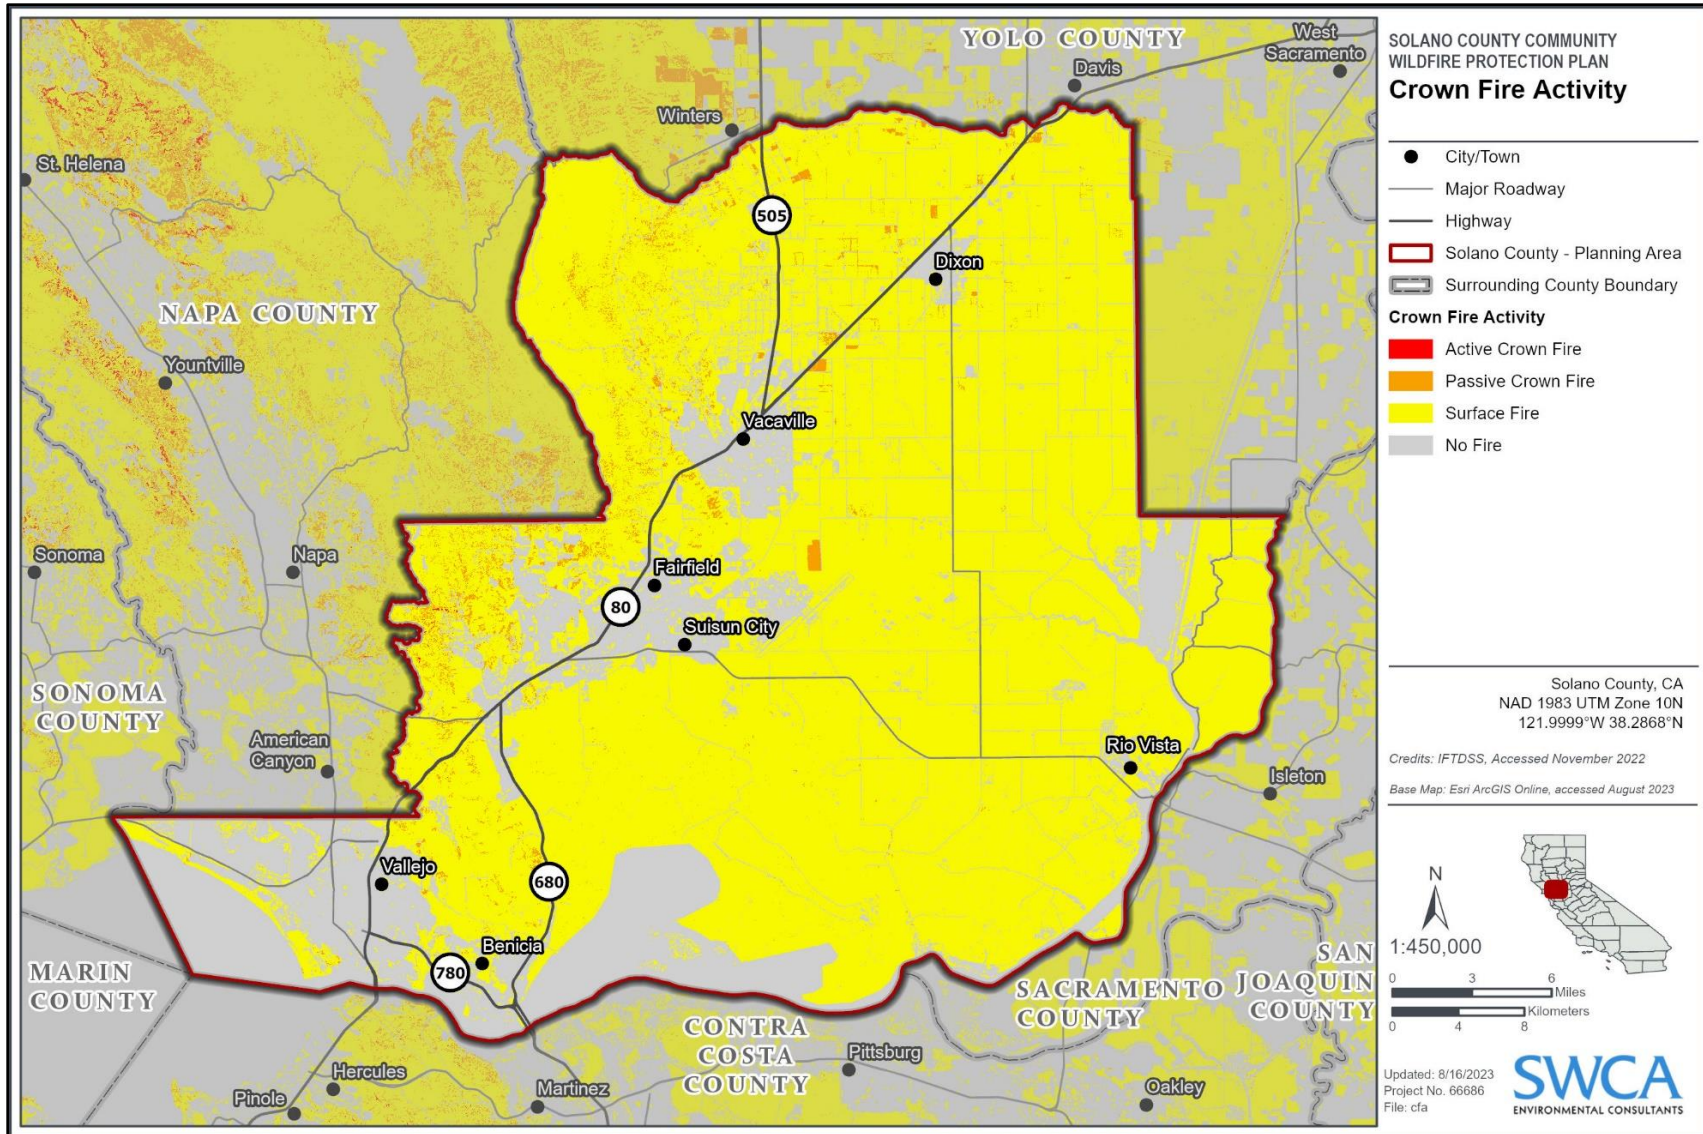 YOLO COUNTY
West
Sacramento
Davis
Winters
St. Helena
505
Dixon
NAPA COUNTY
Yountville
Vacaville
Sonoma
Napa
Fairfield
80
Suisun City
SONOMA
COUNTY
American
Canyon
Rio Vista
Isleton
Vallejo
680
Benicia
780
MARIN
COUNTY
SACRAMENTO
COUNTY
SAN
JOAQUIN
COUNTY
CONTRA
COSTA
COUNTY
Pittsburg
Hercules
Pinole
Martinez
Oakley
SOLANO COUNTY COMMUNITY
WILDFIRE PROTECTION PLAN
Crown Fire Activity
City/Town
Major Roadway
Highway
Solano County - Planning Area
Surrounding County Boundary
Crown Fire Activity
Active Crown Fire
Passive Crown Fire
Surface Fire
No Fire
Solano County, CA
NAD 1983 UTM Zone 10N
121.9999°W 38.2868°N
Credits: IFTDSS, Accessed November 2022
Base Map: Esri ArcGIS Online, accessed August 2023
N
1:450,000
0 3 6
Miles
Kilometers
0 4 8
Updated: 8/16/2023
Project No. 66686
File: cfa
SWCA
ENVIRONMENTAL CONSULTANTS